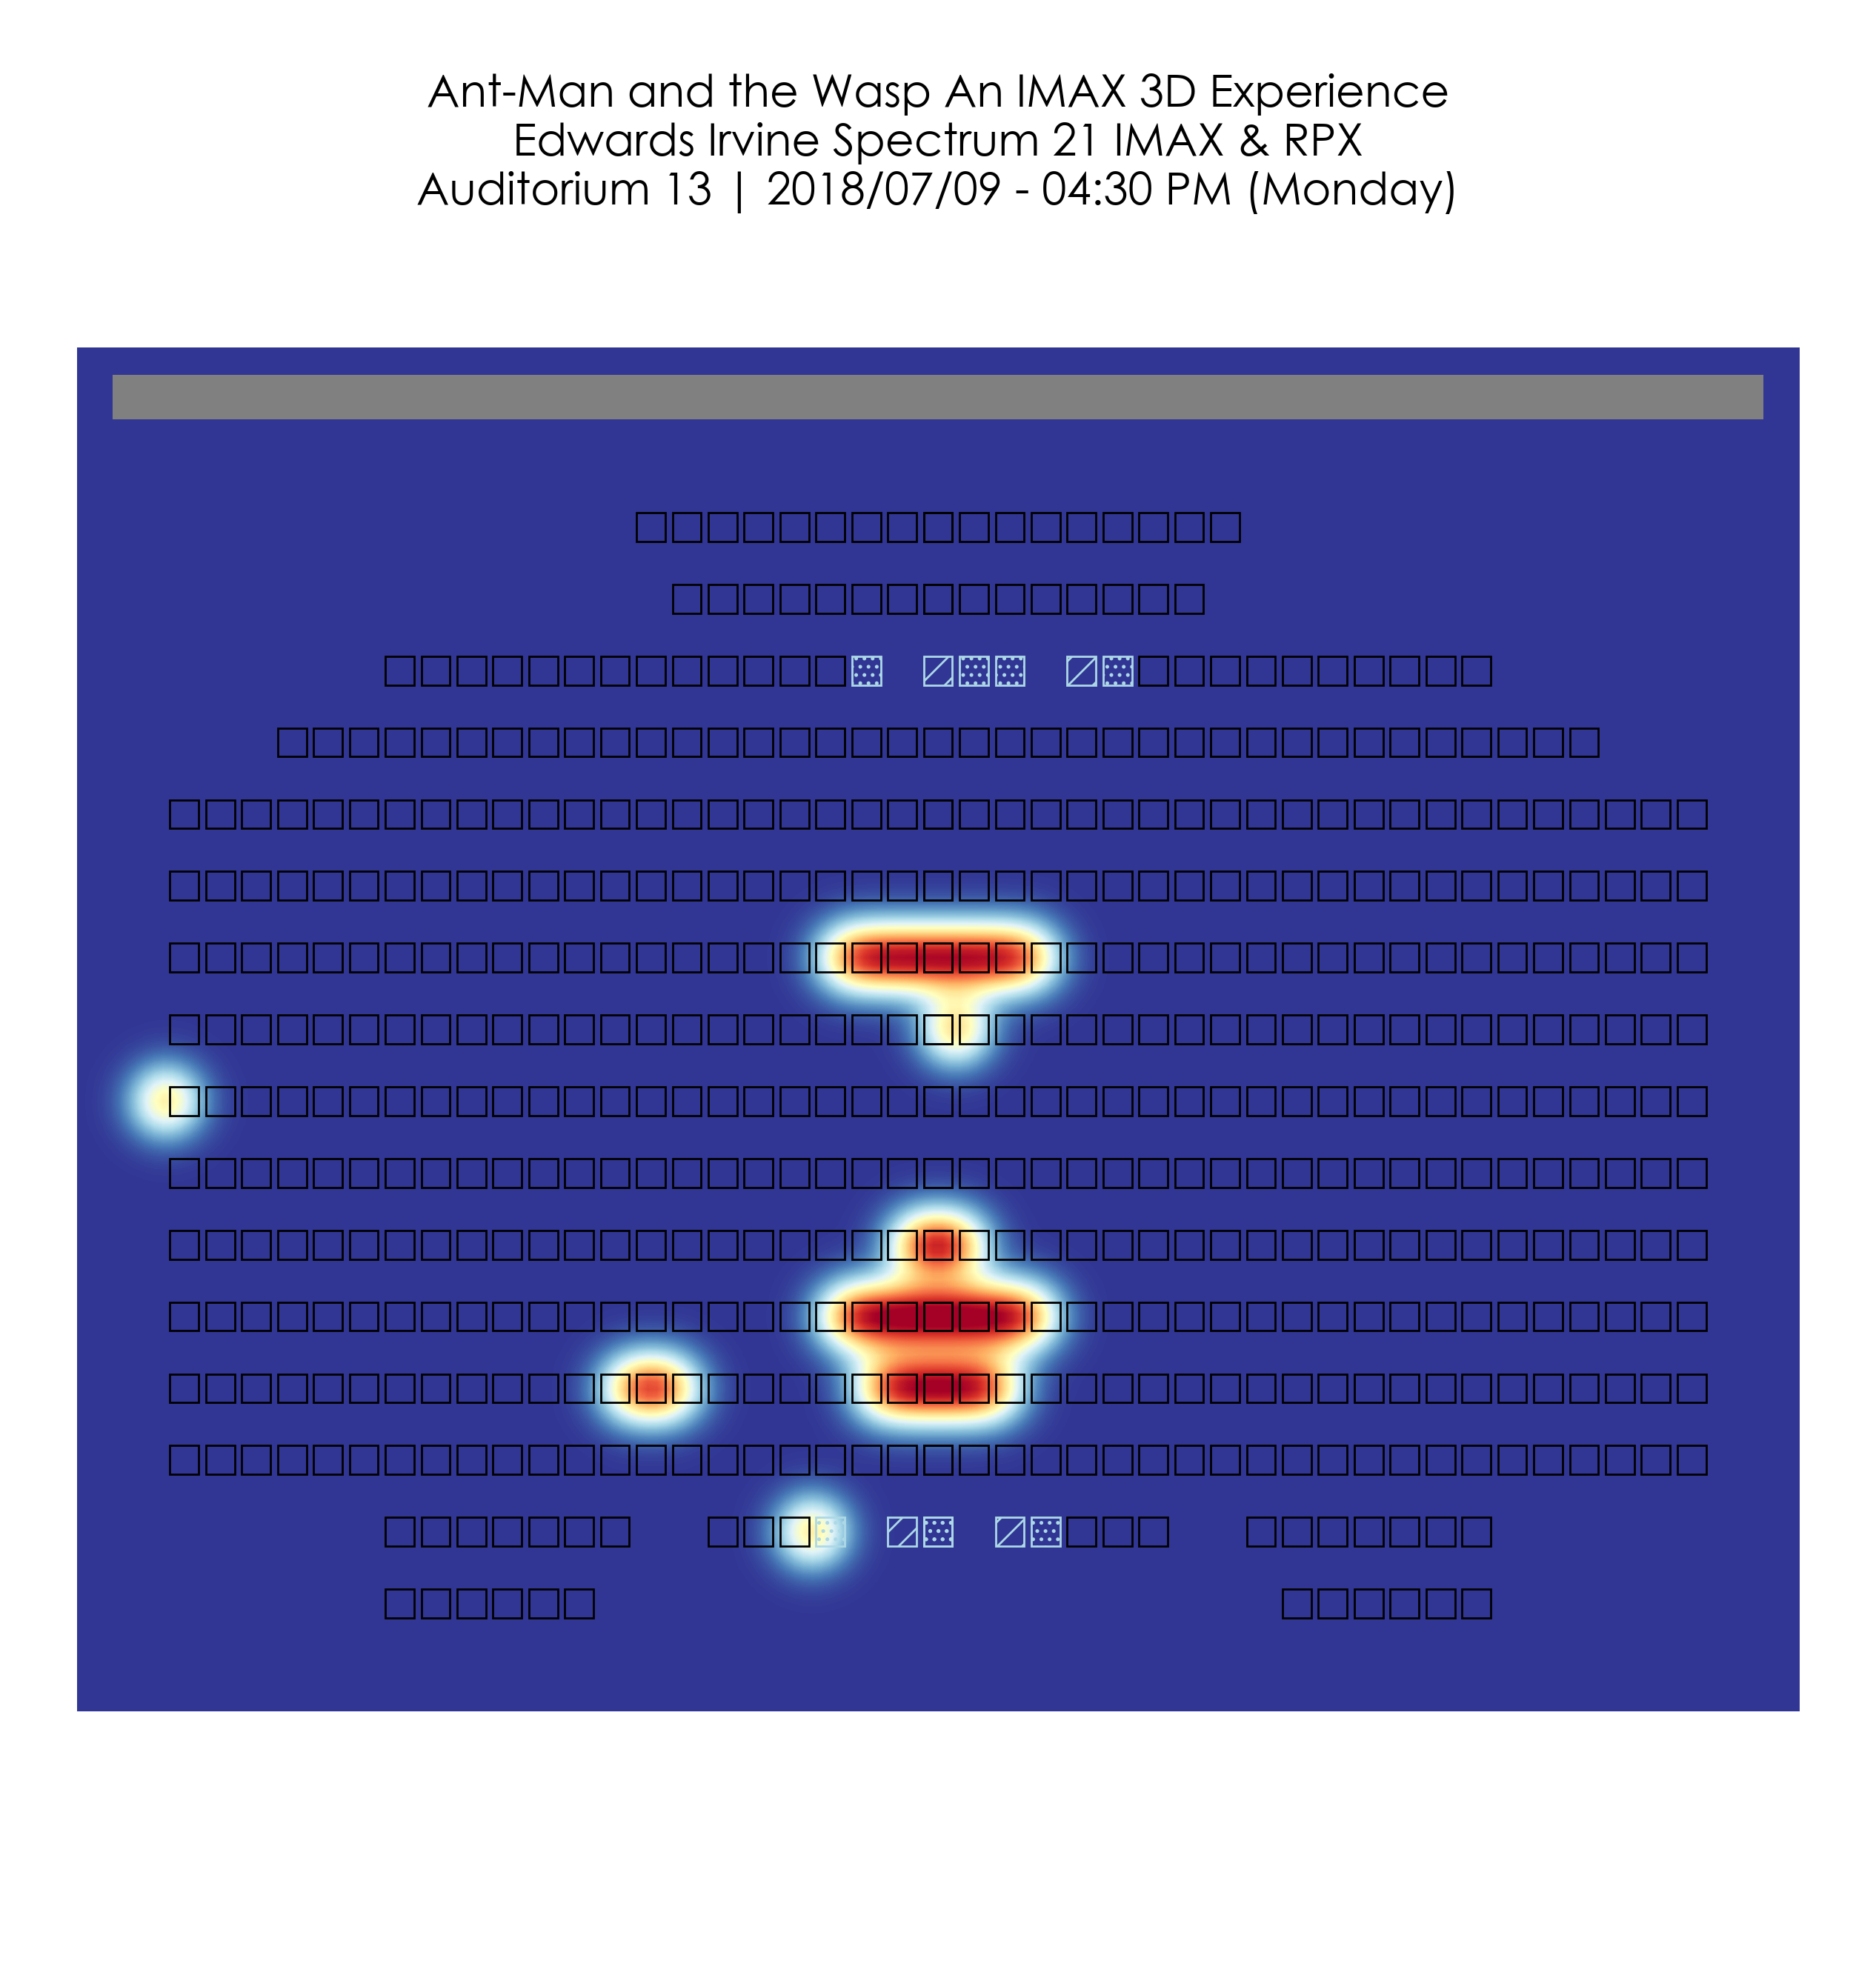 Ant-Man and the Wasp An IMAX 3D Experience
Edwards Irvine Spectrum 21 IMAX & RPX
Auditorium 13 | 2018/07/09 - 04:30 PM (Monday)